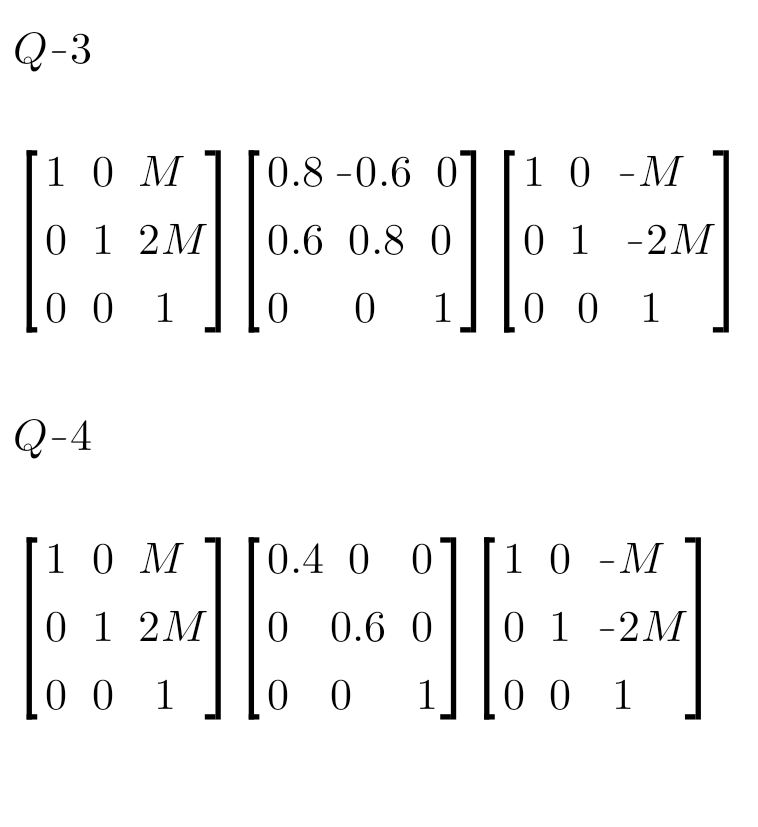 Q-3
1 0 M 0.8 -0.6 0 1 0 -M
0 1 2M 0.6 0.8 0 0 1 -2M
0 0 1 0 0 1 0 0 1
Q-4
1 0 M 0.4 0 0 1 0 -M
0 1 2M 0 0.6 0 0 1 -2M
0 0 1 0 0 1 0 0 1